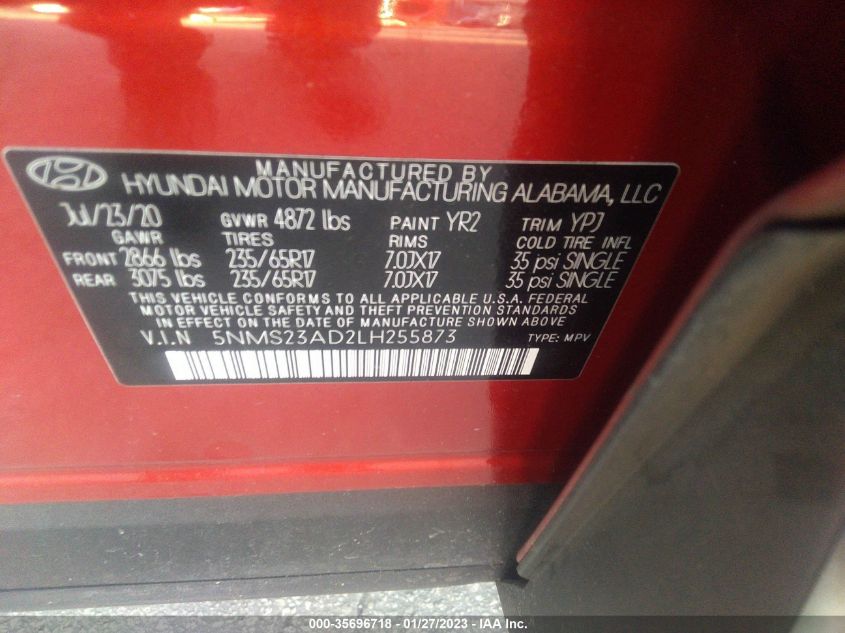 MANUFACTURED BY
HYUNDAI MOTOR MANUFACTURING ALABAMA, LLC
Jul/23/20 GVWR 4872 lbs PAINT YR2 TRIM YPJ
GAWR TIRES RIMS COLD TIRE INFL
FRONT 2866 lbs 235/65R17 7.0JX17 35 psi SINGLE
REAR 3075 lbs 235/65R17 7.0JX17 35 psi SINGLE
THIS VEHICLE CONFORMS TO ALL APPLICABLE U.S.A. FEDERAL
MOTOR VEHICLE SAFETY AND THEFT PREVENTION STANDARDS
IN EFFECT ON THE DATE OF MANUFACTURE SHOWN ABOVE
V.I.N 5NMS23AD2LH255873 TYPE: MPV
000-35696718 - 01/27/2023 - IAA Inc.